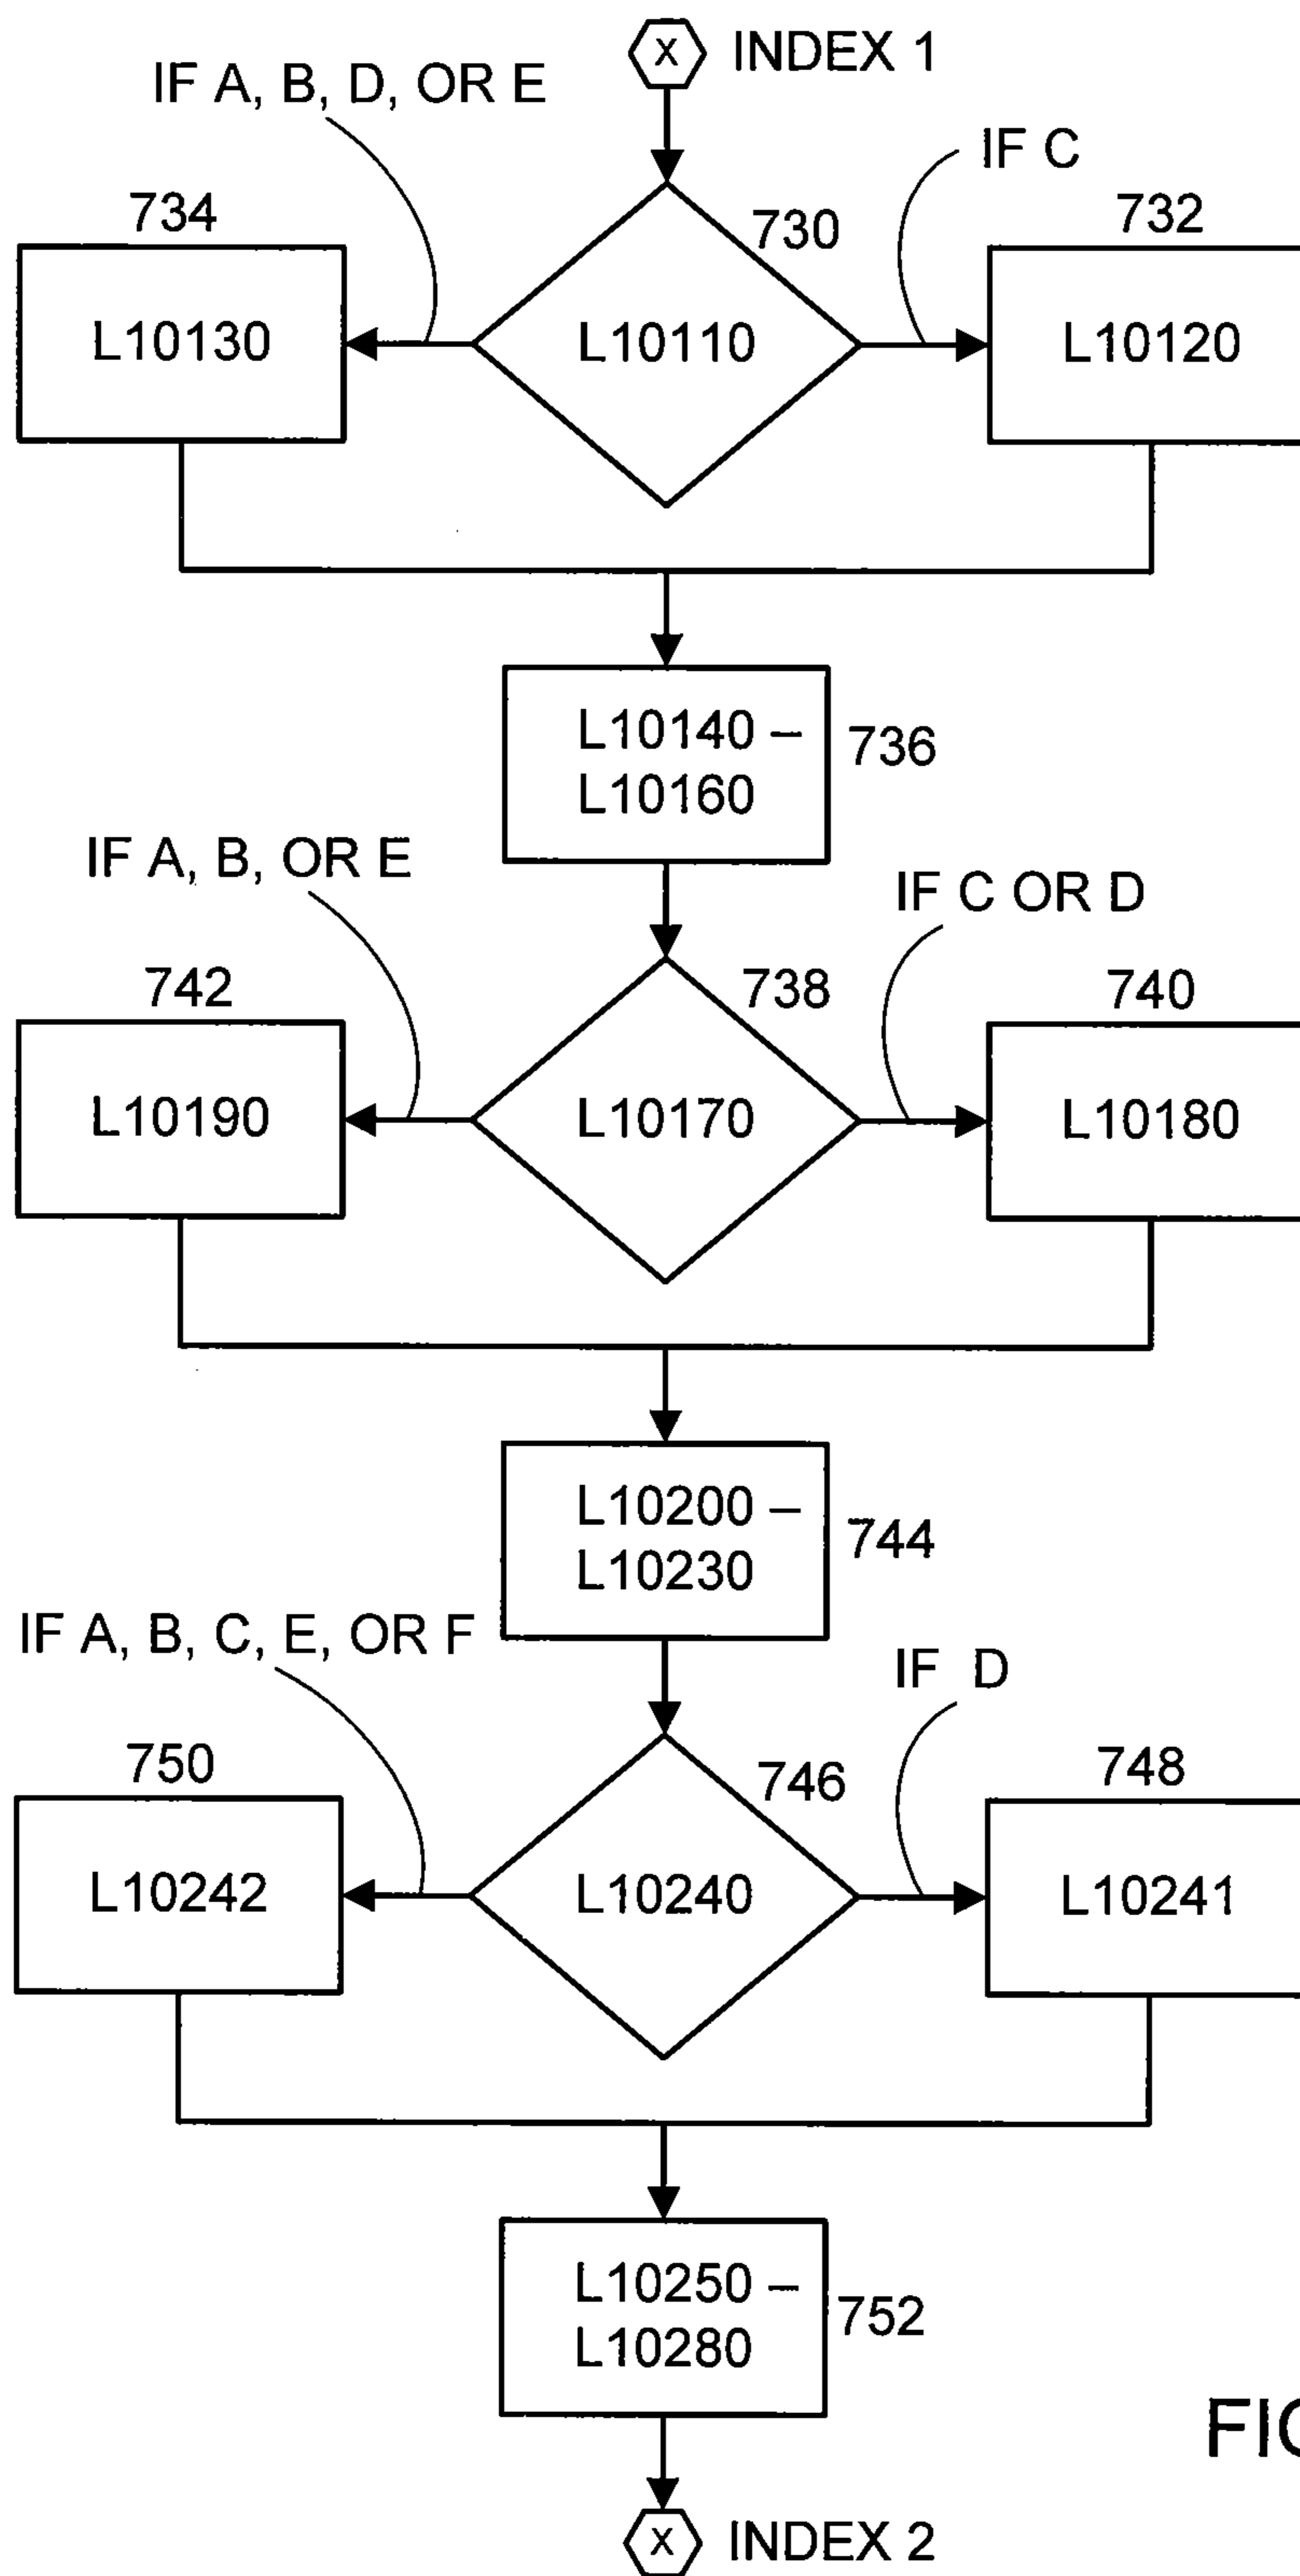 X INDEX 1
IF A, B, D, OR E
IF C
734
730
732
L10130
L10110
L10120
L10140 –
L10160
736
IF A, B, OR E
IF C OR D
742
738
740
L10190
L10170
L10180
L10200 –
L10230
744
IF A, B, C, E, OR F
IF D
750
746
748
L10242
L10240
L10241
L10250 –
L10280
752
X INDEX 2